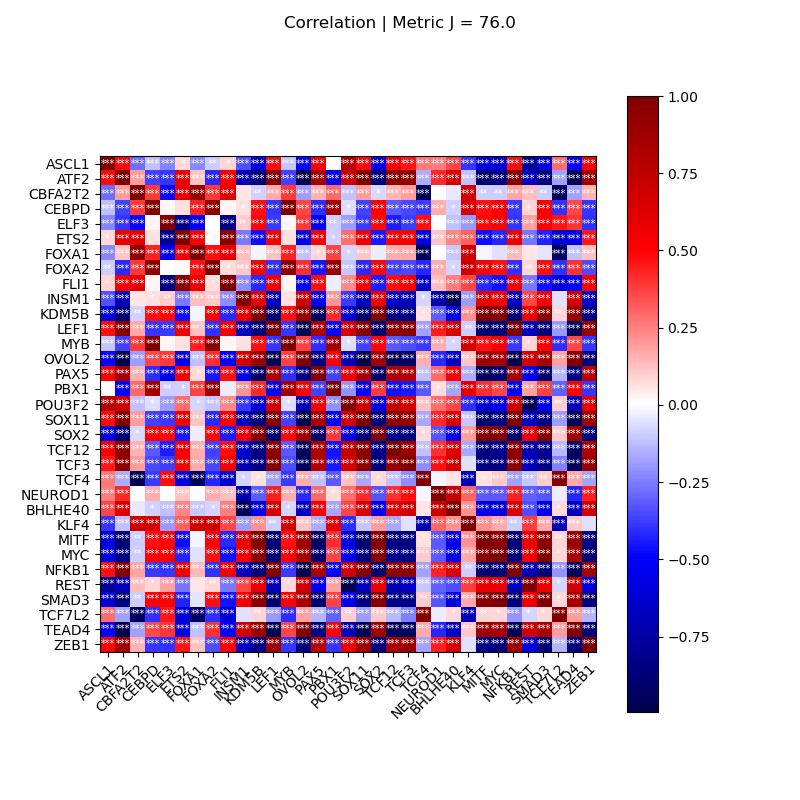 Correlation | Metric J = 76.0
ASCL1
ATF2
CBFA2T2
CEBPD
ELF3
ETS2
FOXA1
FOXA2
FLI1
INSM1
KDM5B
LEF1
MYB
OVOL2
PAX5
PBX1
POU3F2
SOX11
SOX2
TCF12
TCF3
TCF4
NEUROD1
BHLHE40
KLF4
MITF
MYC
NFKB1
REST
SMAD3
TCF7L2
TEAD4
ZEB1
ASCL1
ATF2
CBFA2T2
CEBPD
ELF3
ETS2
FOXA1
FOXA2
FLI1
INSM1
KDM5B
LEF1
MYB
OVOL2
PAX5
PBX1
POU3F2
SOX11
SOX2
TCF12
TCF3
TCF4
NEUROD1
BHLHE40
KLF4
MITF
MYC
NFKB1
REST
SMAD3
TCF7L2
TEAD4
ZEB1
1.00
0.75
0.50
0.25
0.00
−0.25
−0.50
−0.75